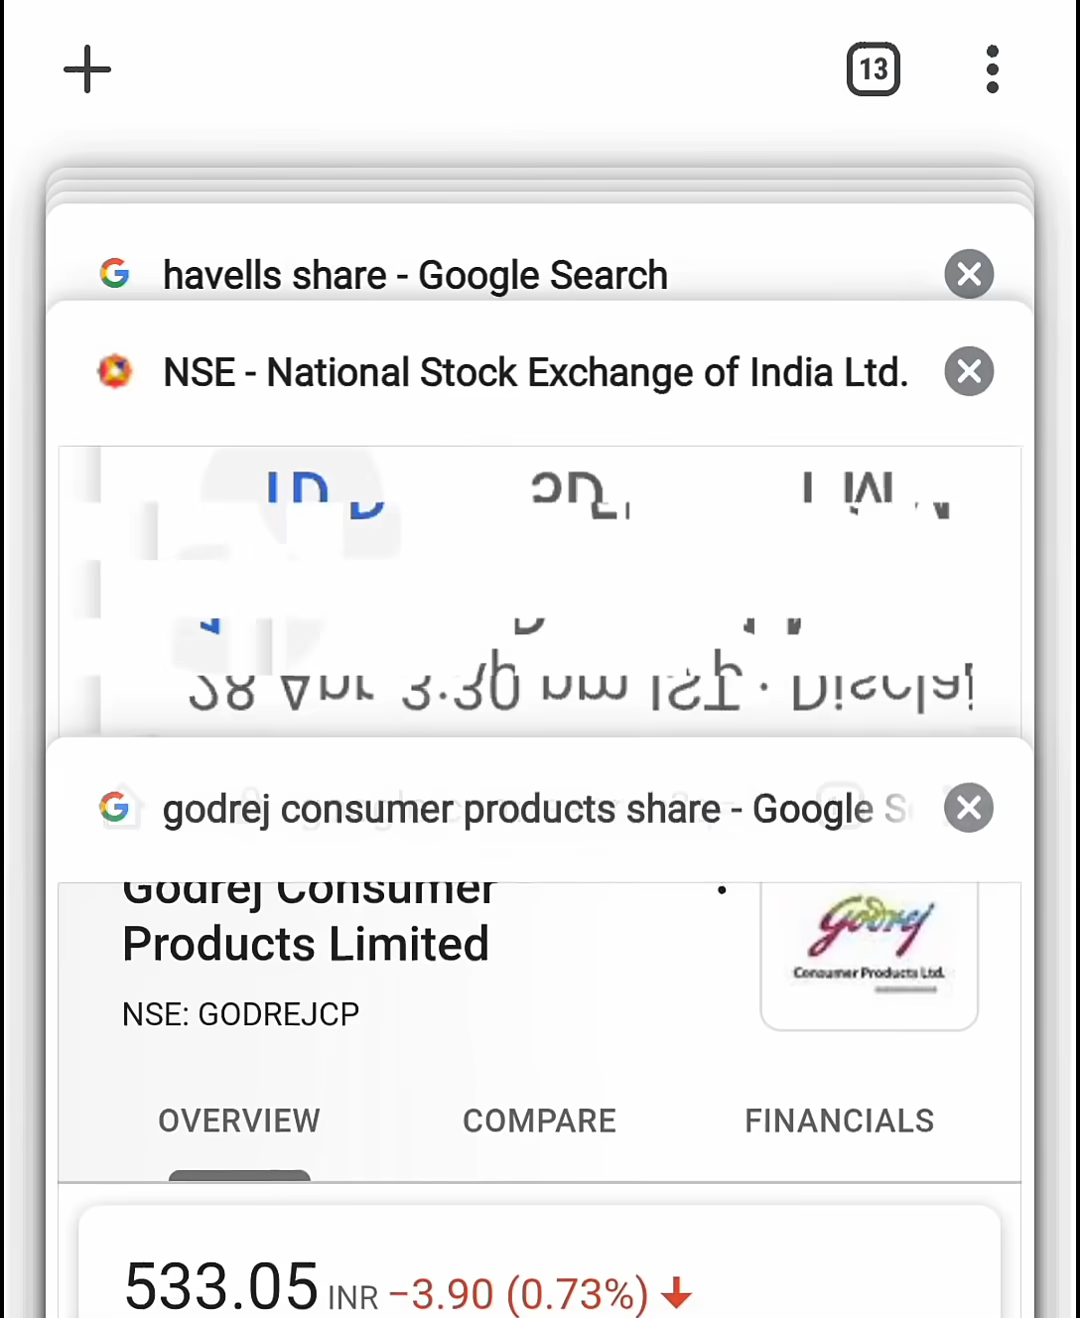 13
havells share - Google Search
NSE - National Stock Exchange of India Ltd.
godrej consumer products share - Google S
Godrej Consumer
Products Limited
Godrej
Consumer Products Ltd.
NSE: GODREJCP
OVERVIEW
COMPARE
FINANCIALS
533.05 INR −3.90 (0.73%)